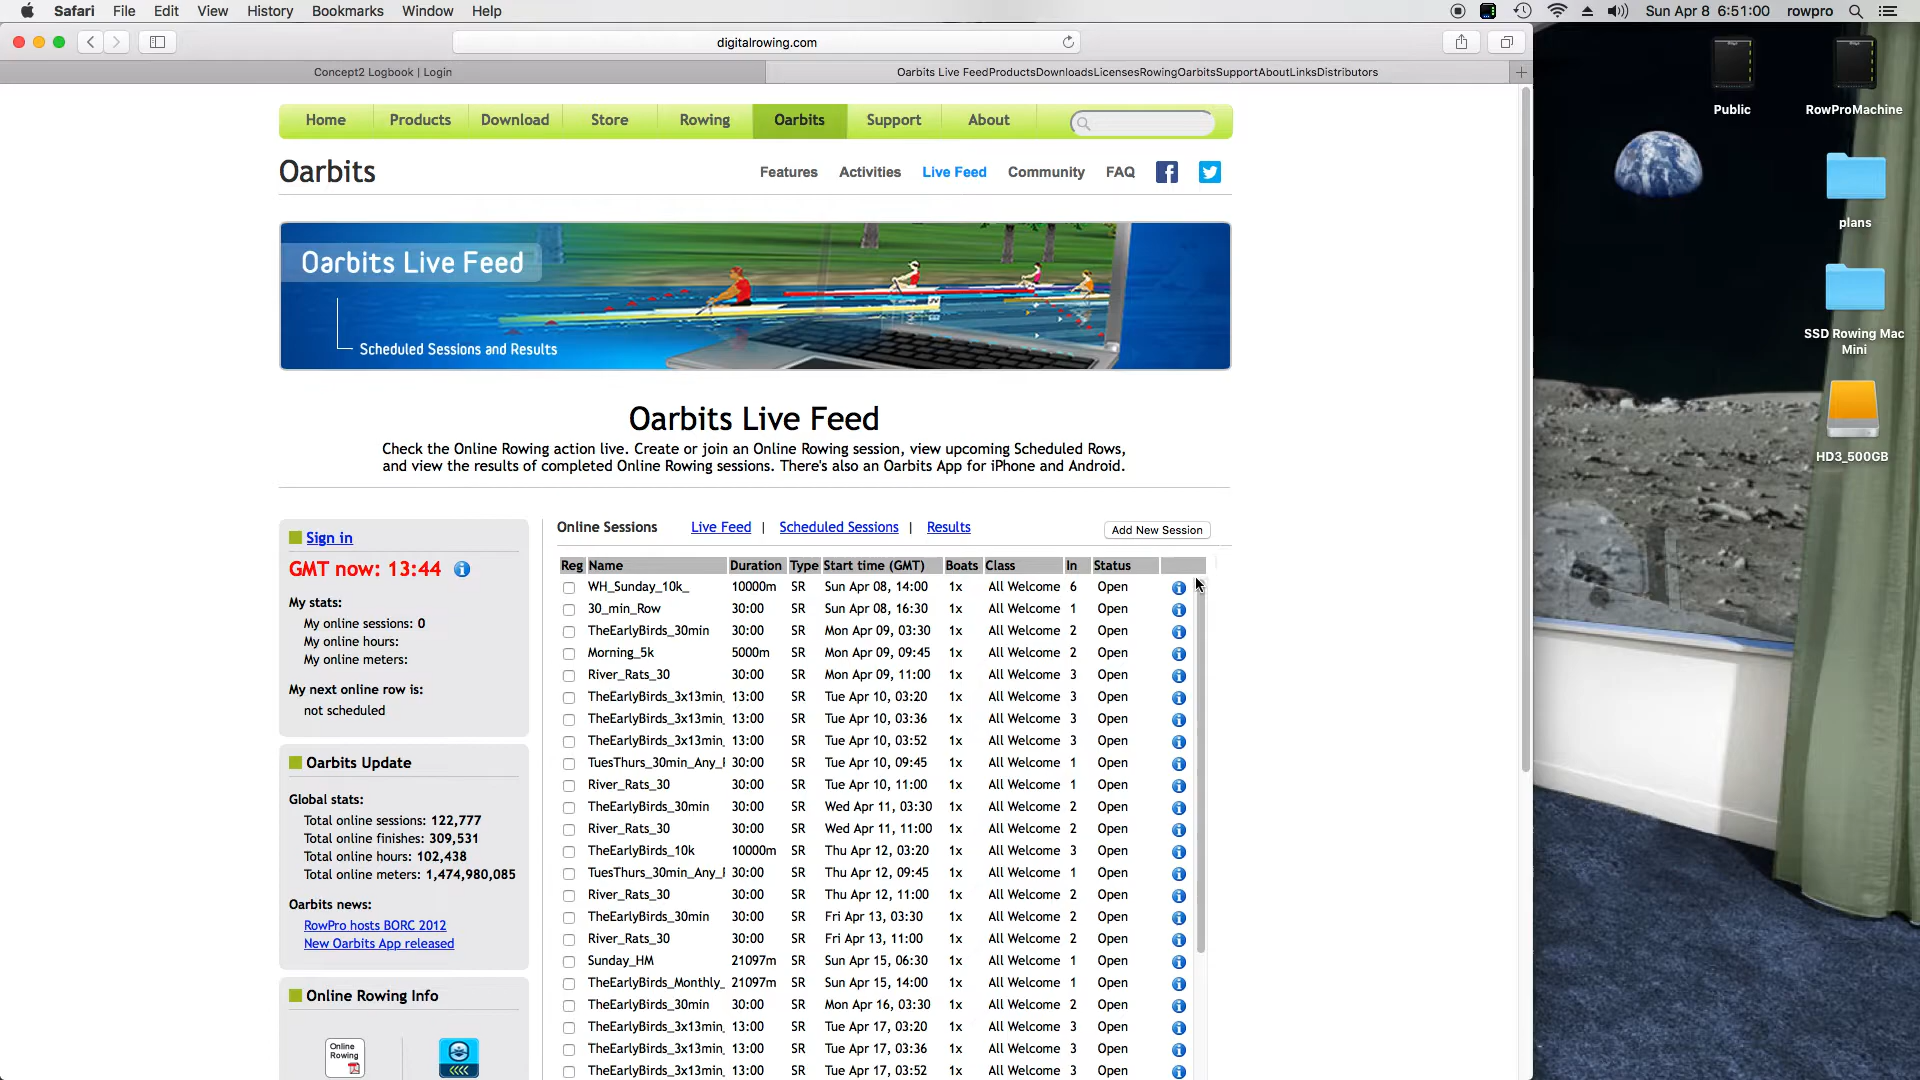 Safari File Edit View History Bookmarks Window Help Sun Apr 8 6:51:00 rowpro
digitalrowing.com
Concept2 Logbook | Login
Oarbits Live FeedProductsDownloadsLicensesRowingOarbitsSupportAboutLinksDistributors
Home Products Download Store Rowing Oarbits Support About
Oarbits
Features Activities Live Feed Community FAQ
Oarbits Live Feed
Scheduled Sessions and Results
Oarbits Live Feed
Check the Online Rowing action live. Create or join an Online Rowing session, view upcoming Scheduled Rows,
and view the results of completed Online Rowing sessions. There's also an Oarbits App for iPhone and Android.
Sign in
GMT now: 13:44
My stats:
My online sessions: 0
My online hours:
My online meters:
My next online row is:
not scheduled
Oarbits Update
Global stats:
Total online sessions: 122,777
Total online finishes: 309,531
Total online hours: 102,438
Total online meters: 1,474,980,085
Oarbits news:
RowPro hosts BORC 2012
New Oarbits App released
Online Rowing Info
Online
Rowing
Online Sessions Live Feed | Scheduled Sessions | Results Add New Session
Reg Name Duration Type Start time (GMT) Boats Class In Status
WH_Sunday_10k_ 10000m SR Sun Apr 08, 14:00 1x All Welcome 6 Open
30_min_Row 30:00 SR Sun Apr 08, 16:30 1x All Welcome 1 Open
TheEarlyBirds_30min 30:00 SR Mon Apr 09, 03:30 1x All Welcome 2 Open
Morning_5k 5000m SR Mon Apr 09, 09:45 1x All Welcome 2 Open
River_Rats_30 30:00 SR Mon Apr 09, 11:00 1x All Welcome 3 Open
TheEarlyBirds_3x13min_ 13:00 SR Tue Apr 10, 03:20 1x All Welcome 3 Open
TheEarlyBirds_3x13min_ 13:00 SR Tue Apr 10, 03:36 1x All Welcome 3 Open
TheEarlyBirds_3x13min_ 13:00 SR Tue Apr 10, 03:52 1x All Welcome 3 Open
TuesThurs_30min_Any_ 30:00 SR Tue Apr 10, 09:45 1x All Welcome 1 Open
River_Rats_30 30:00 SR Tue Apr 10, 11:00 1x All Welcome 1 Open
TheEarlyBirds_30min 30:00 SR Wed Apr 11, 03:30 1x All Welcome 2 Open
River_Rats_30 30:00 SR Wed Apr 11, 11:00 1x All Welcome 2 Open
TheEarlyBirds_10k 10000m SR Thu Apr 12, 03:20 1x All Welcome 3 Open
TuesThurs_30min_Any_ 30:00 SR Thu Apr 12, 09:45 1x All Welcome 1 Open
River_Rats_30 30:00 SR Thu Apr 12, 11:00 1x All Welcome 2 Open
TheEarlyBirds_30min 30:00 SR Fri Apr 13, 03:30 1x All Welcome 2 Open
River_Rats_30 30:00 SR Fri Apr 13, 11:00 1x All Welcome 2 Open
Sunday_HM 21097m SR Sun Apr 15, 06:30 1x All Welcome 1 Open
TheEarlyBirds_Monthly_ 21097m SR Sun Apr 15, 14:00 1x All Welcome 1 Open
TheEarlyBirds_30min 30:00 SR Mon Apr 16, 03:30 1x All Welcome 2 Open
TheEarlyBirds_3x13min_ 13:00 SR Tue Apr 17, 03:20 1x All Welcome 3 Open
TheEarlyBirds_3x13min_ 13:00 SR Tue Apr 17, 03:36 1x All Welcome 3 Open
TheEarlyBirds_3x13min_ 13:00 SR Tue Apr 17, 03:52 1x All Welcome 3 Open
Public
RowProMachine
plans
SSD Rowing Mac
Mini
HD3_500GB